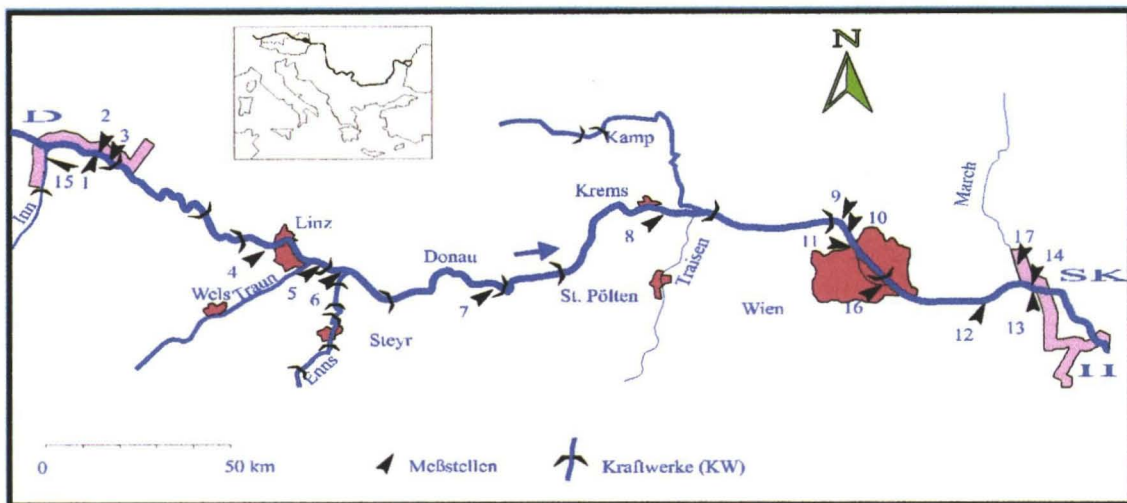 N
D
2
3
15
1
Inn
Linz
4
Wels
Traun
5
6
Enns
Steyr
Donau
7
St. Pölten
Kamp
Krems
8
Traisen
Wien
9
10
11
16
12
March
17
14
SK
13
0 50 km
Meßstellen
Kraftwerke (KW)